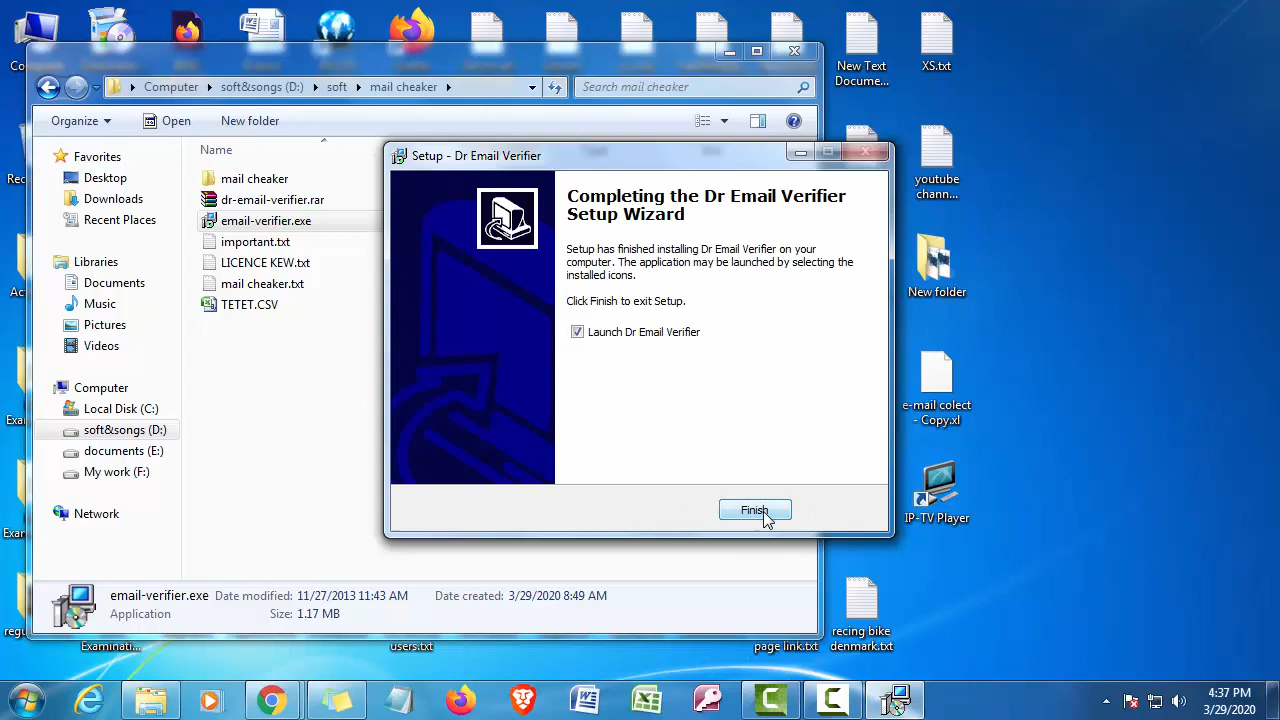 Co
New Text
Docume...
XS.txt
Computer
soft&songs (D:)
soft
mail cheaker
Search mail cheaker
Organize
Open
New folder
Name
Favorites
Desktop
Downloads
Recent Places
Libraries
Documents
Music
Pictures
Videos
Computer
Local Disk (C:)
soft&songs (D:)
documents (E:)
My work (F:)
Network
mail cheaker
dr-email-verifier.rar
email-verifier.exe
important.txt
LICENCE KEW.txt
mail cheaker.txt
TETET.CSV
Setup - Dr Email Verifier
Completing the Dr Email Verifier
Setup Wizard
Setup has finished installing Dr Email Verifier on your
computer. The application may be launched by selecting the
installed icons.
Click Finish to exit Setup.
Launch Dr Email Verifier
Finish
email-verifier.exe
Date modified: 11/27/2013 11:43 AM
Date created: 3/29/2020 8:49 AM
Application
Size: 1.17 MB
Rec
Ac
Exar
Exar
regu
youtube
chann...
New folder
e-mail colect
- Copy.xl
IP-TV Player
Examinati...
users.txt
page link.txt
recing bike
denmark.txt
4:37 PM
3/29/2020